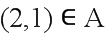 (2,1) ∈ A